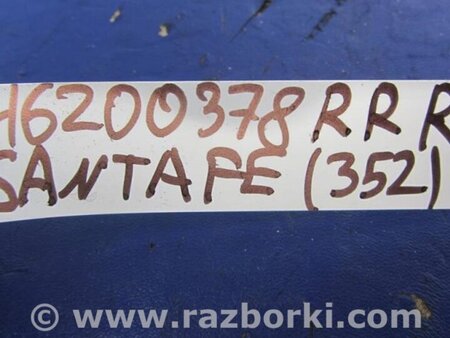 H6200378 RRR
SANTAFE (352)
© www.razborki.com